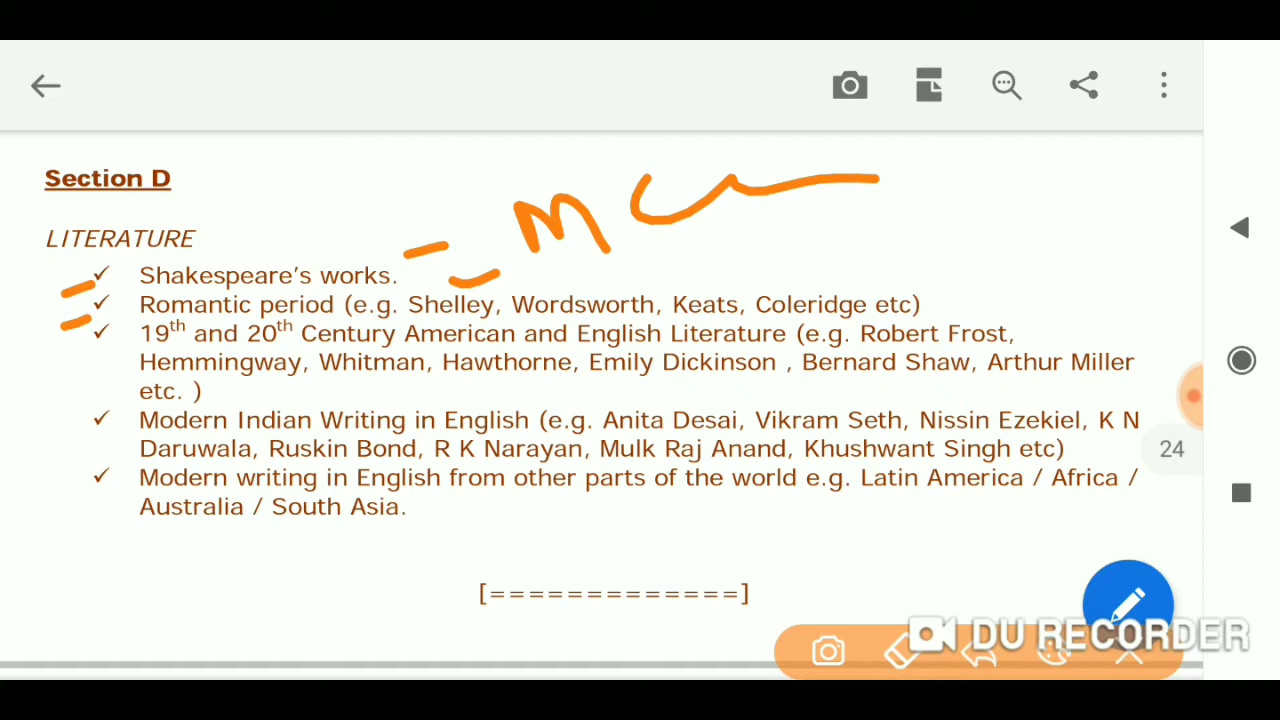 Section D
LITERATURE
✓ Shakespeare's works.
✓ Romantic period (e.g. Shelley, Wordsworth, Keats, Coleridge etc)
✓ 19th and 20th Century American and English Literature (e.g. Robert Frost,
Hemmingway, Whitman, Hawthorne, Emily Dickinson , Bernard Shaw, Arthur Miller
etc. )
✓ Modern Indian Writing in English (e.g. Anita Desai, Vikram Seth, Nissin Ezekiel, K N
Daruwala, Ruskin Bond, R K Narayan, Mulk Raj Anand, Khushwant Singh etc)
24
✓ Modern writing in English from other parts of the world e.g. Latin America / Africa /
Australia / South Asia.
[=============]
DU RECORDER